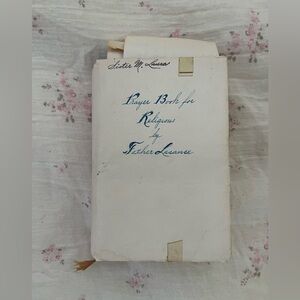 Sister M. Laura
Prayer Book for
Religious
by
Father Lasance